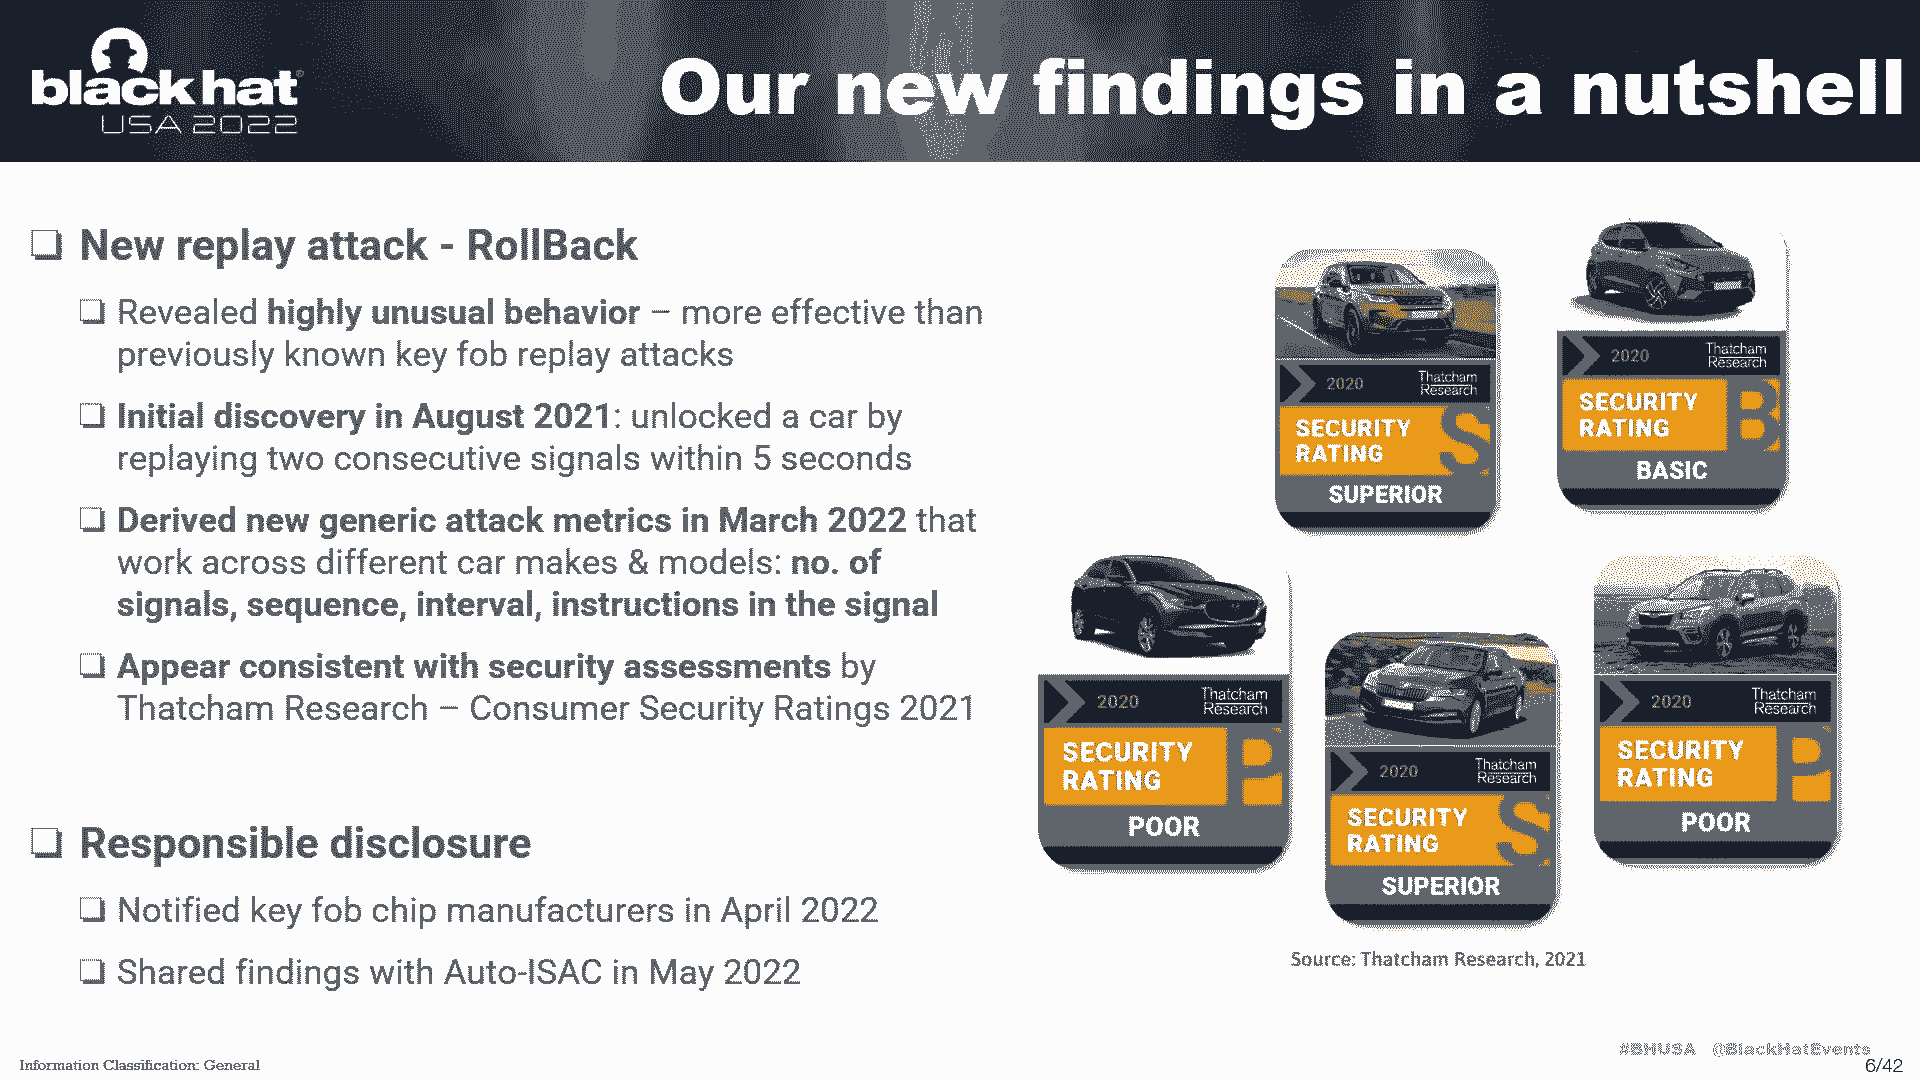 blackhat®
USA 2022
Our new findings in a nutshell
❏ New replay attack - RollBack
❏ Revealed highly unusual behavior – more effective than
previously known key fob replay attacks
❏ Initial discovery in August 2021: unlocked a car by
replaying two consecutive signals within 5 seconds
❏ Derived new generic attack metrics in March 2022 that
work across different car makes & models: no. of
signals, sequence, interval, instructions in the signal
❏ Appear consistent with security assessments by
Thatcham Research – Consumer Security Ratings 2021
❏ Responsible disclosure
❏ Notified key fob chip manufacturers in April 2022
❏ Shared findings with Auto-ISAC in May 2022
2020 Thatcham
Research
SECURITY
RATING S
SUPERIOR
2020 Thatcham
Research
SECURITY
RATING B
BASIC
2020 Thatcham
Research
SECURITY
RATING P
POOR
2020 Thatcham
Research
SECURITY
RATING S
SUPERIOR
2020 Thatcham
Research
SECURITY
RATING P
POOR
Source: Thatcham Research, 2021
#BHUSA @BlackHatEvents
Information Classification: General
6/42